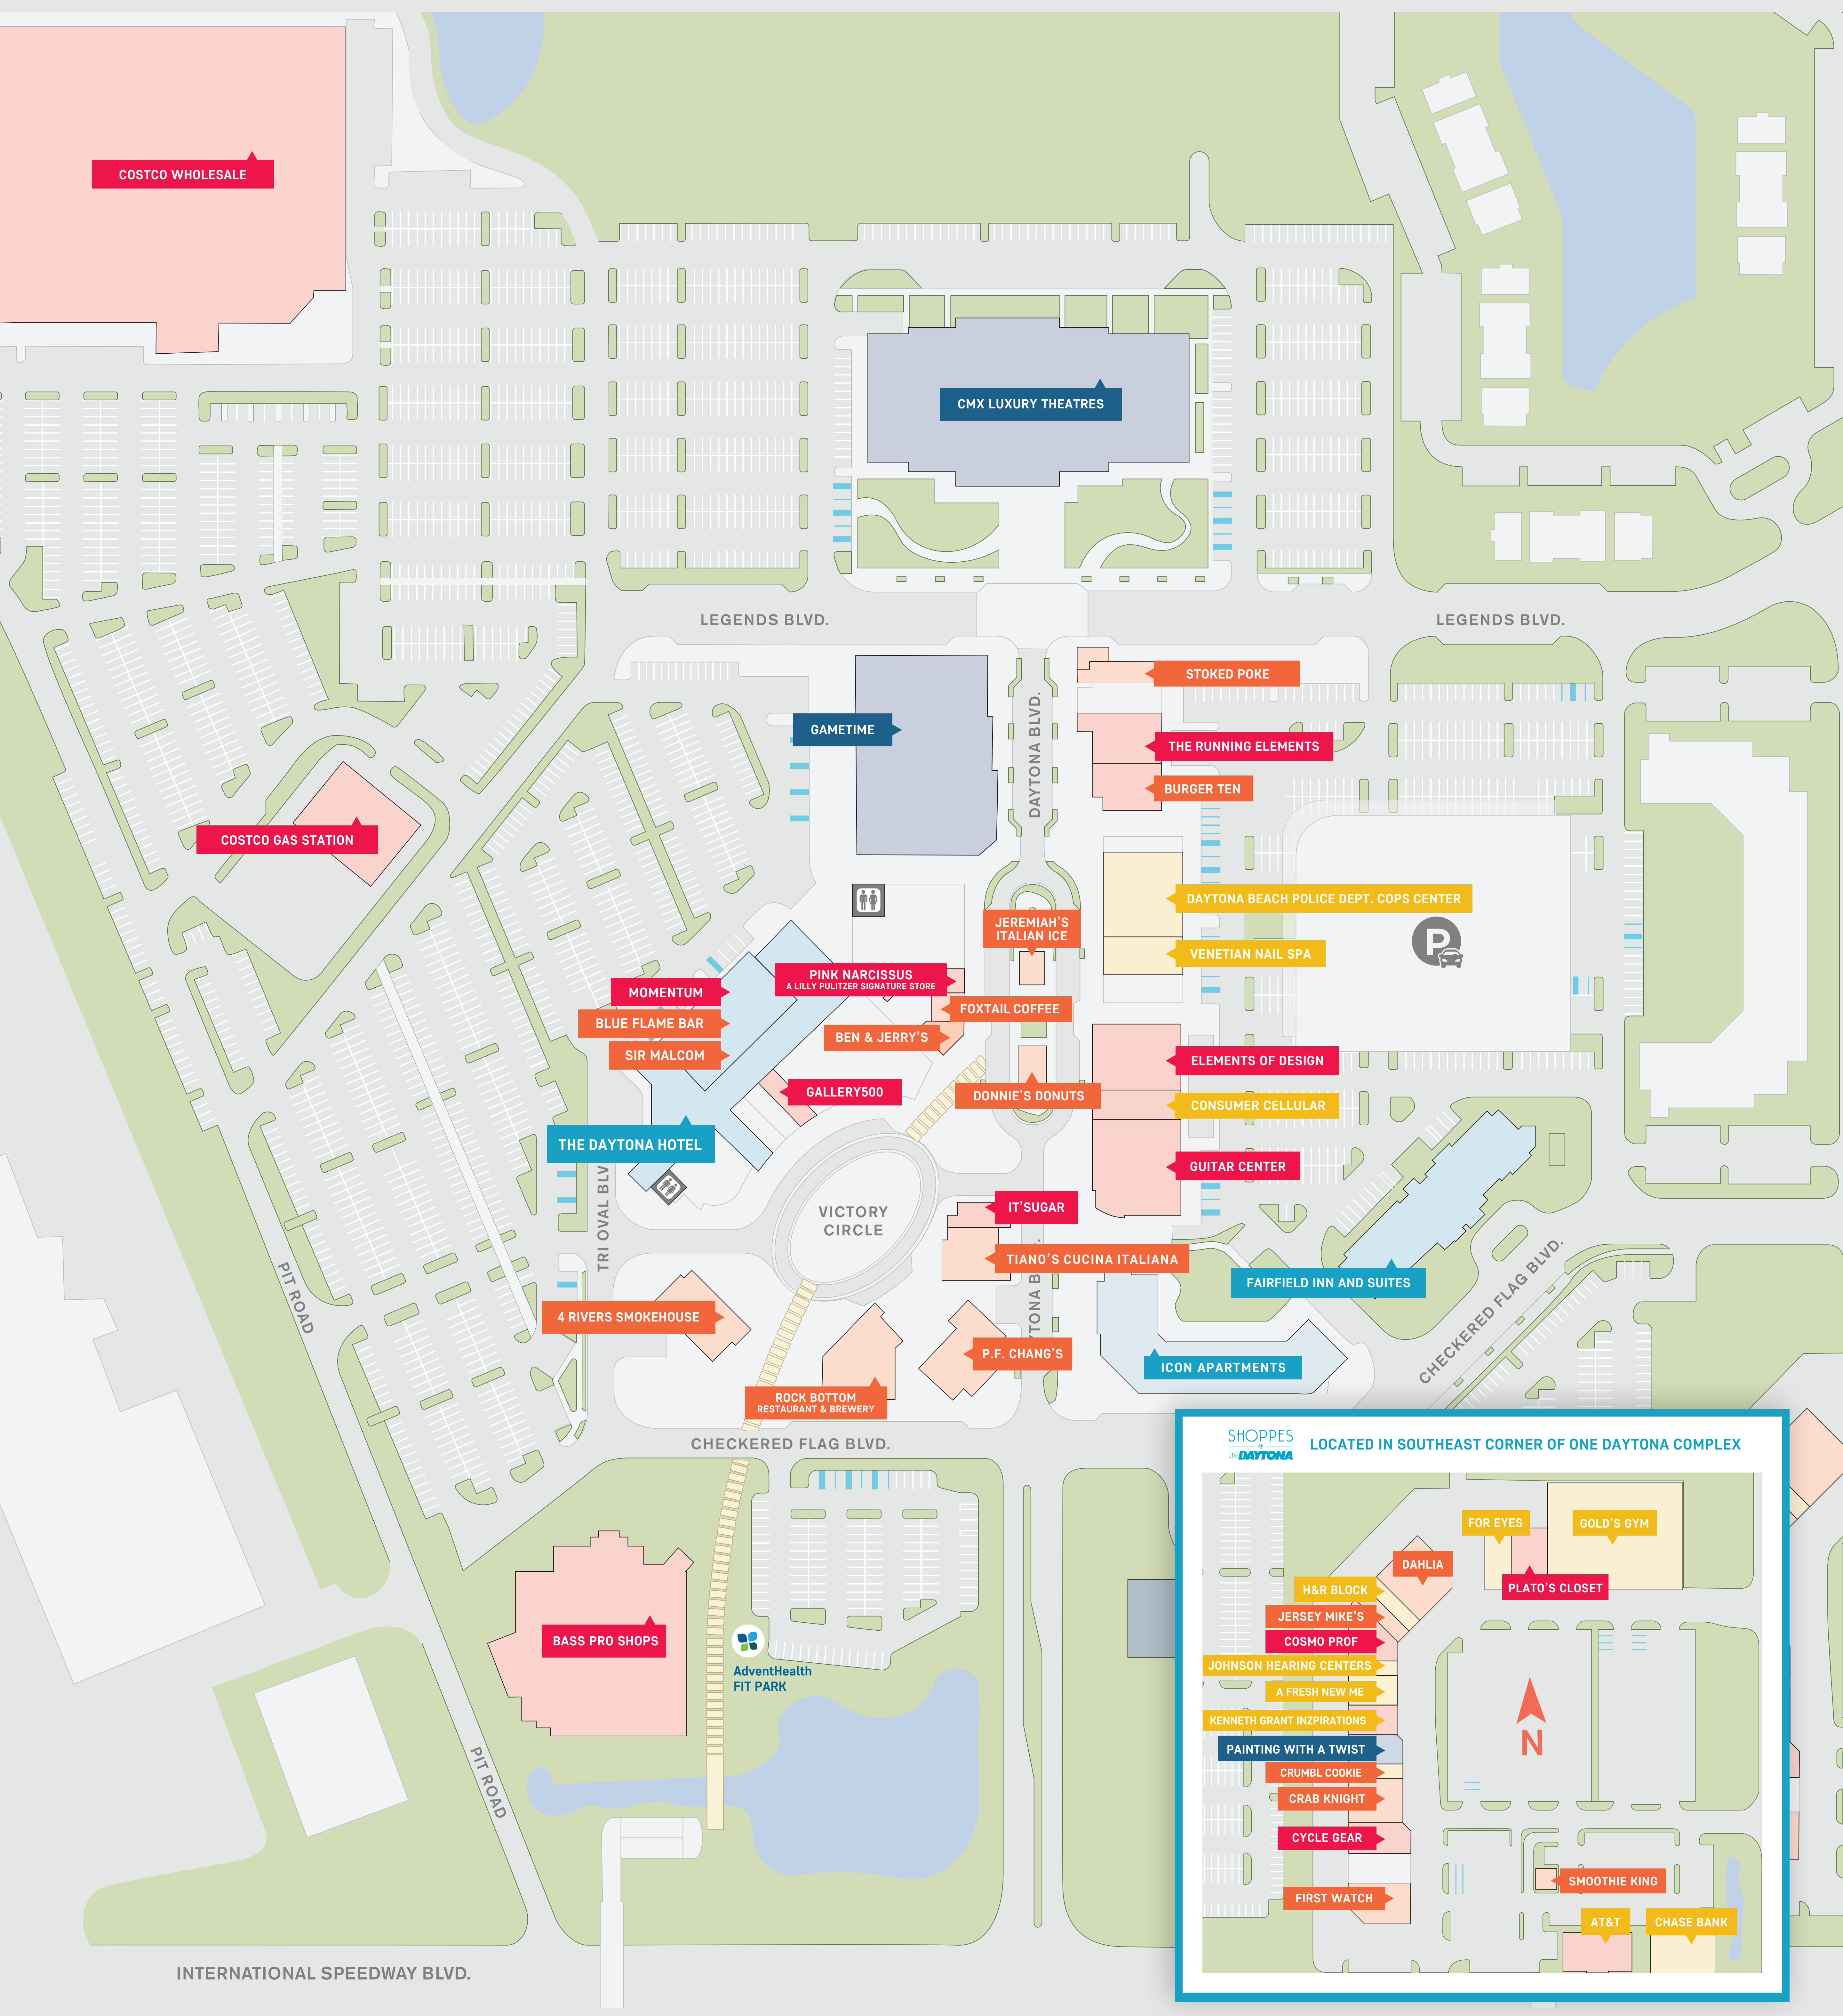 COSTCO WHOLESALE
CMX LUXURY THEATRES
LEGENDS BLVD.
LEGENDS BLVD.
STOKED POKE
GAMETIME
DAYTONA BLVD.
THE RUNNING ELEMENTS
BURGER TEN
COSTCO GAS STATION
DAYTONA BEACH POLICE DEPT. COPS CENTER
JEREMIAH'S
ITALIAN ICE
P
VENETIAN NAIL SPA
PINK NARCISSUS
A LILLY PULITZER SIGNATURE STORE
MOMENTUM
FOXTAIL COFFEE
BLUE FLAME BAR
BEN & JERRY'S
SIR MALCOM
ELEMENTS OF DESIGN
GALLERY500
DONNIE'S DONUTS
CONSUMER CELLULAR
THE DAYTONA HOTEL
GUITAR CENTER
TRI OVAL BLV
VICTORY
CIRCLE
IT'SUGAR
TIANO'S CUCINA ITALIANA
FAIRFIELD INN AND SUITES
PIT ROAD
4 RIVERS SMOKEHOUSE
YTONA B
CHECKERED FLAG BLVD.
P.F. CHANG'S
ICON APARTMENTS
ROCK BOTTOM
RESTAURANT & BREWERY
CHECKERED FLAG BLVD.
BASS PRO SHOPS
AdventHealth
FIT PARK
PIT ROAD
INTERNATIONAL SPEEDWAY BLVD.
SHOPPES
@
ONE DAYTONA
LOCATED IN SOUTHEAST CORNER OF ONE DAYTONA COMPLEX
FOR EYES
GOLD'S GYM
DAHLIA
PLATO'S CLOSET
H&R BLOCK
JERSEY MIKE'S
COSMO PROF
JOHNSON HEARING CENTERS
A FRESH NEW ME
KENNETH GRANT INZPIRATIONS
N
PAINTING WITH A TWIST
CRUMBL COOKIE
CRAB KNIGHT
CYCLE GEAR
SMOOTHIE KING
FIRST WATCH
AT&T
CHASE BANK